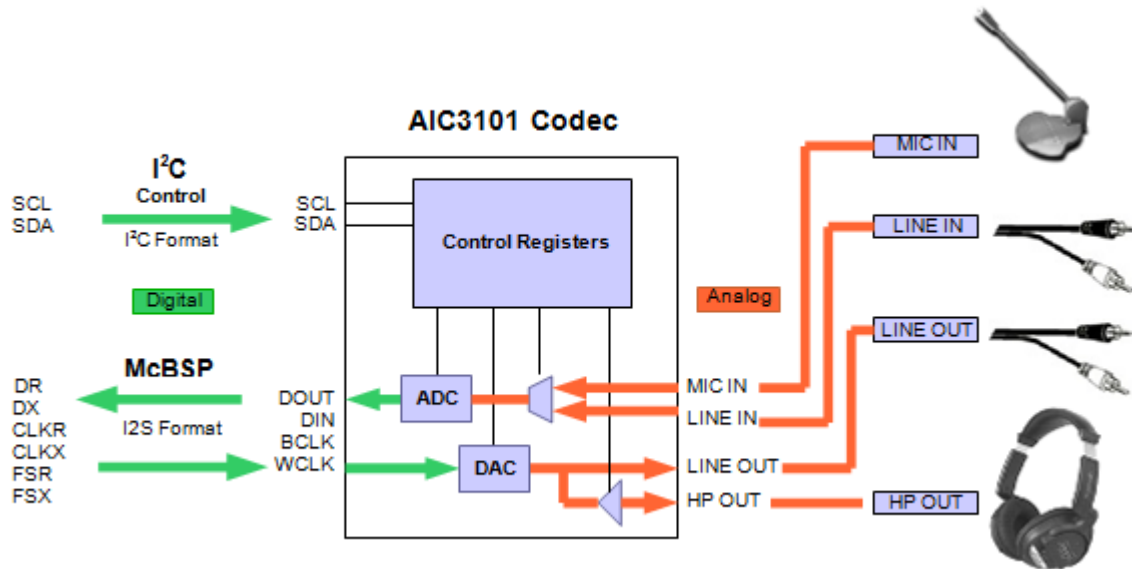 AIC3101 Codec
I²C
Control
SCL
SDA
I²C Format
SCL
SDA
Control Registers
Digital
Analog
MIC IN
LINE IN
LINE OUT
HP OUT
McBSP
I2S Format
DR
DX
CLKR
CLKX
FSR
FSX
DOUT
DIN
BCLK
WCLK
ADC
DAC
MIC IN
LINE IN
LINE OUT
HP OUT